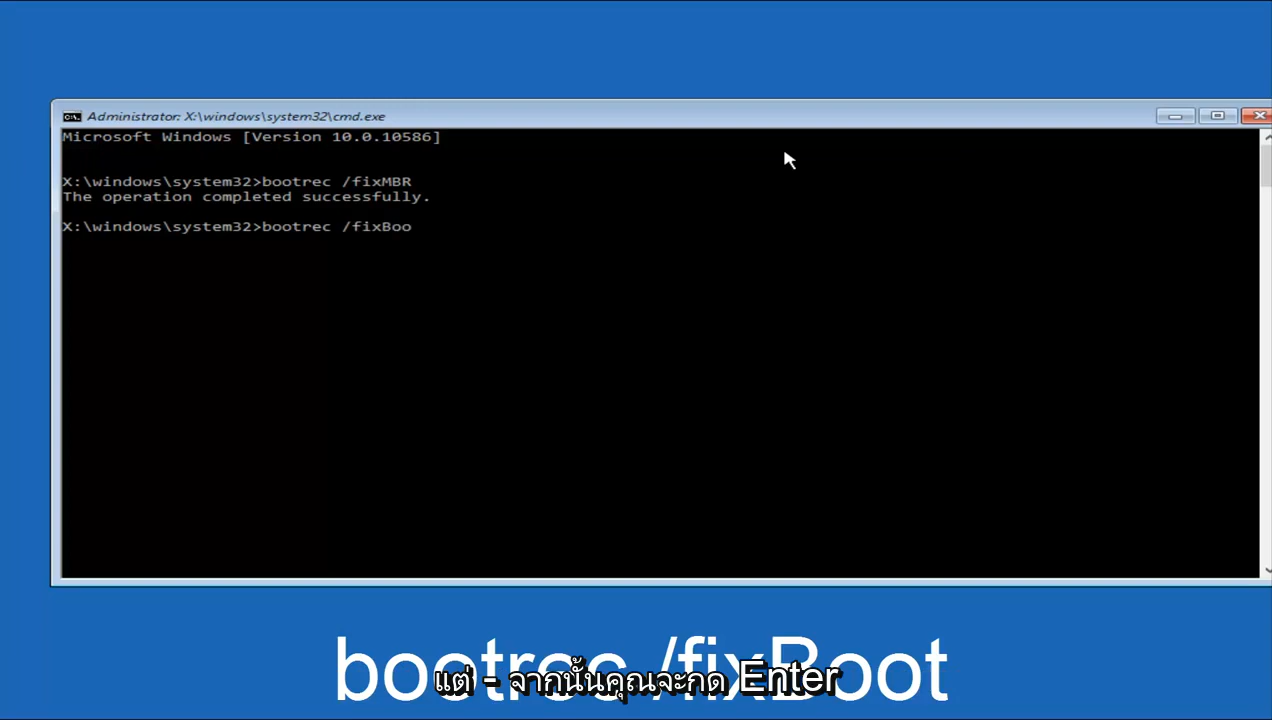 Administrator: X:\windows\system32\cmd.exe
Microsoft Windows [Version 10.0.10586]
X:\windows\system32>bootrec /fixMBR
The operation completed successfully.
X:\windows\system32>bootrec /fixBoo
bootrec /fixBoot
แต่ - จากนั้นคุณจะกด Enter